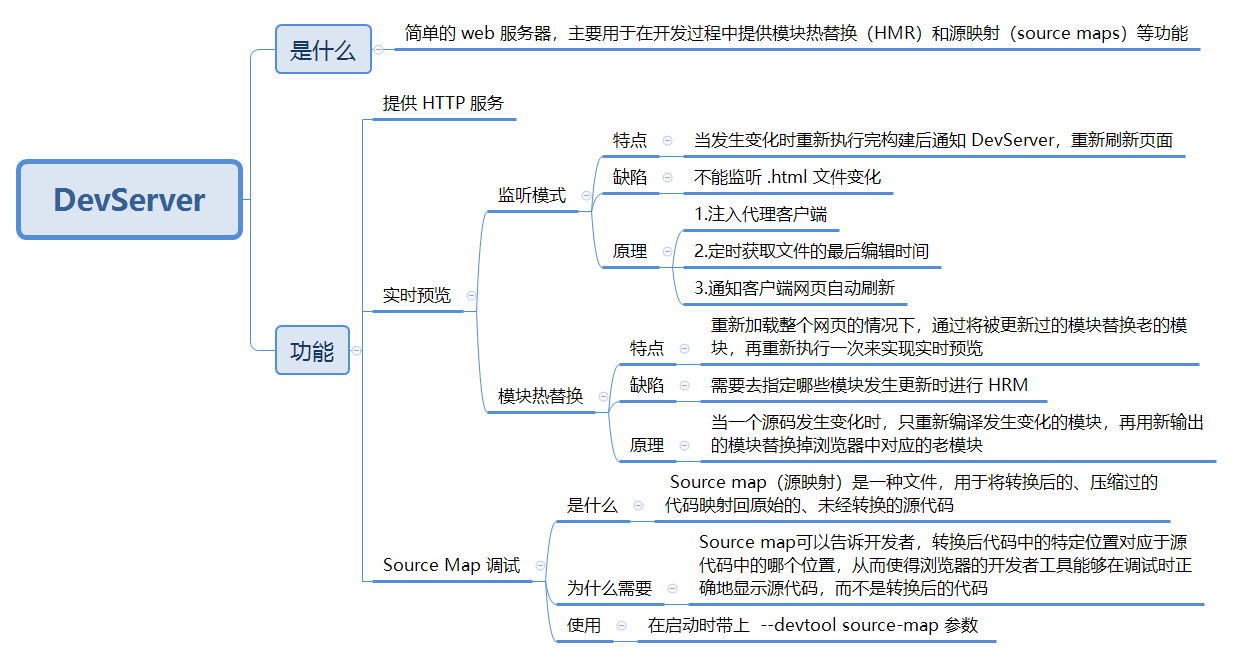 DevServer
是什么
简单的 web 服务器，主要用于在开发过程中提供模块热替换（HMR）和源映射（source maps）等功能
功能
提供 HTTP 服务
实时预览
监听模式
特点
当发生变化时重新执行完构建后通知 DevServer，重新刷新页面
缺陷
不能监听 .html 文件变化
原理
1.注入代理客户端
2.定时获取文件的最后编辑时间
3.通知客户端网页自动刷新
模块热替换
特点
重新加载整个网页的情况下，通过将被更新过的模块替换老的模
块，再重新执行一次来实现实时预览
缺陷
需要去指定哪些模块发生更新时进行 HRM
原理
当一个源码发生变化时，只重新编译发生变化的模块，再用新输出
的模块替换掉浏览器中对应的老模块
Source Map 调试
是什么
Source map（源映射）是一种文件，用于将转换后的、压缩过的
代码映射回原始的、未经转换的源代码
为什么需要
Source map可以告诉开发者，转换后代码中的特定位置对应于源
代码中的哪个位置，从而使得浏览器的开发者工具能够在调试时正
确地显示源代码，而不是转换后的代码
使用
在启动时带上 --devtool source-map 参数